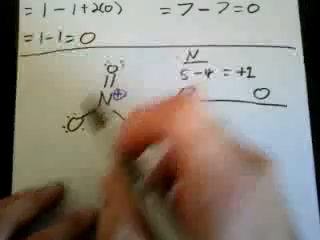 = 1 - 1 + 2(0)
= 7 - 7 = 0
= 1 - 1 = 0
N
5 - 4 = +1
O
N ⊕
O
O
O